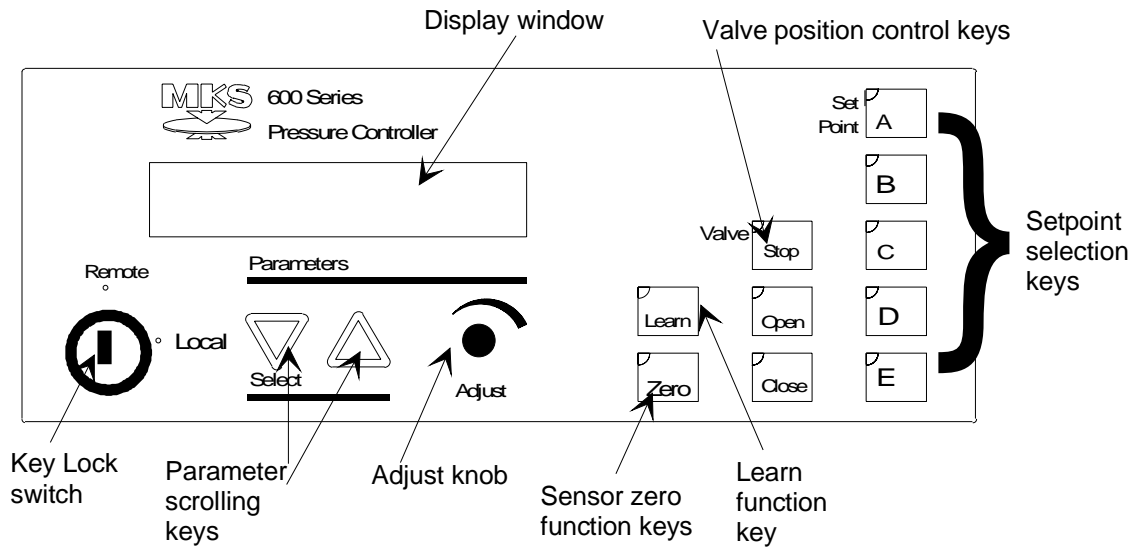 Display window
Valve position control keys
MKS
600 Series
Pressure Controller
Set
Point
A
B
C
D
E
Setpoint
selection
keys
Valve
Stop
Open
Close
Learn
Zero
Parameters
Remote
Local
Select
Adjust
Key Lock
switch
Parameter
scrolling
keys
Adjust knob
Sensor zero
function keys
Learn
function
key